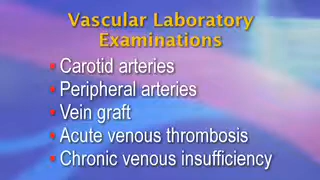 Vascular Laboratory
Examinations
• Carotid arteries
• Peripheral arteries
• Vein graft
• Acute venous thrombosis
• Chronic venous insufficiency